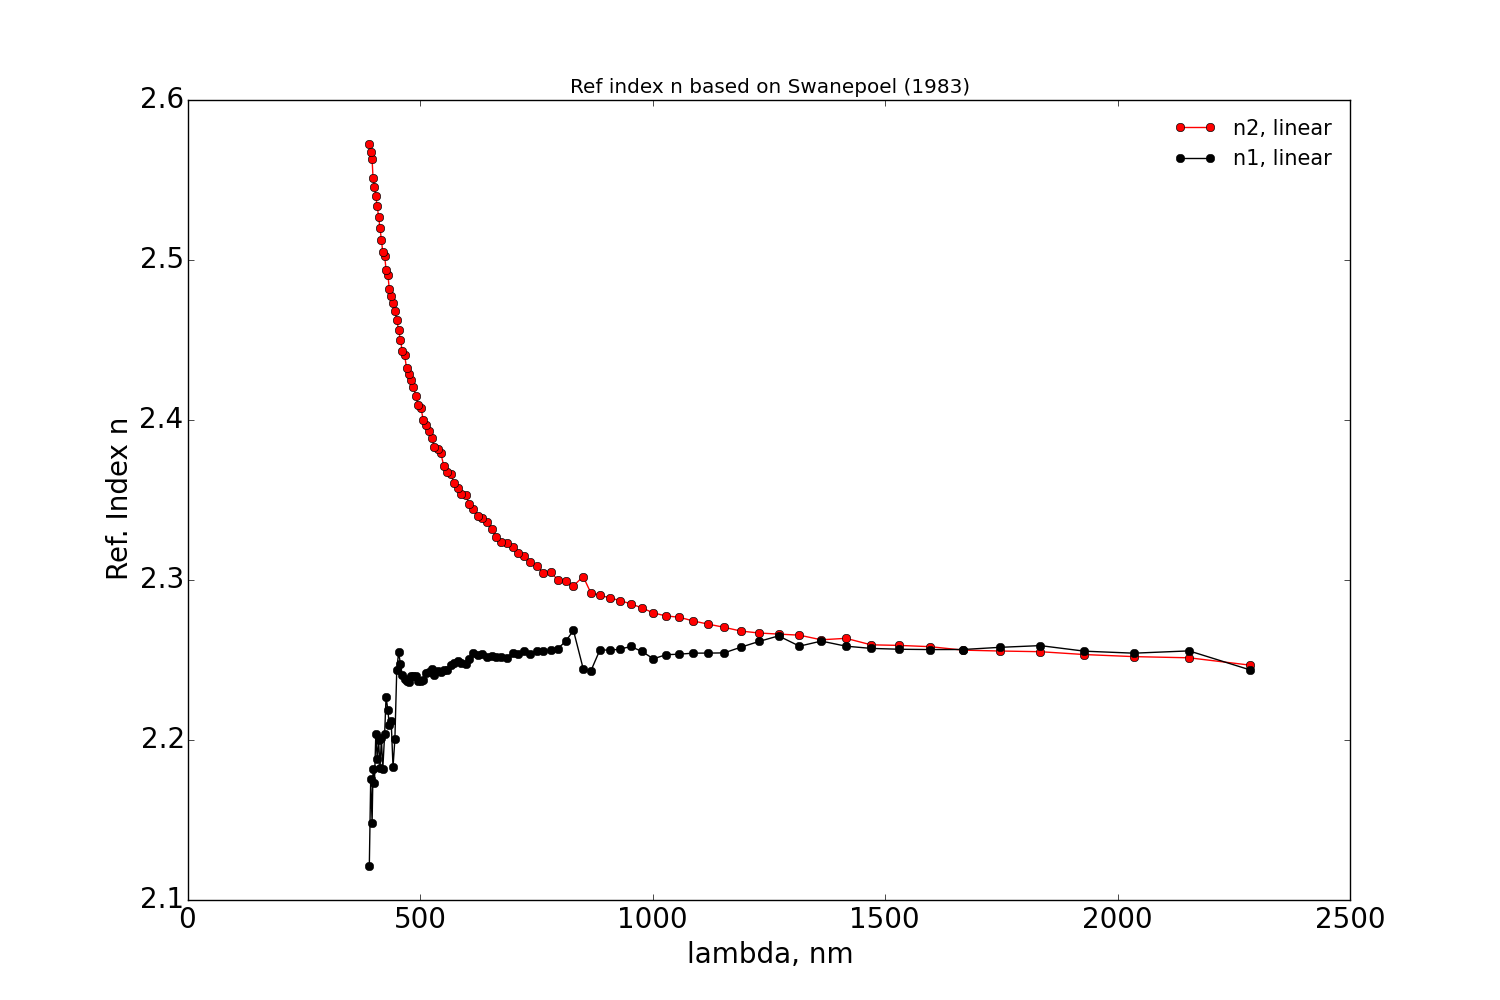 Ref index n based on Swanepoel (1983)
n2, linear
n1, linear
Ref. Index n
2.6
2.5
2.4
2.3
2.2
2.1
0 500 1000 1500 2000 2500
lambda, nm